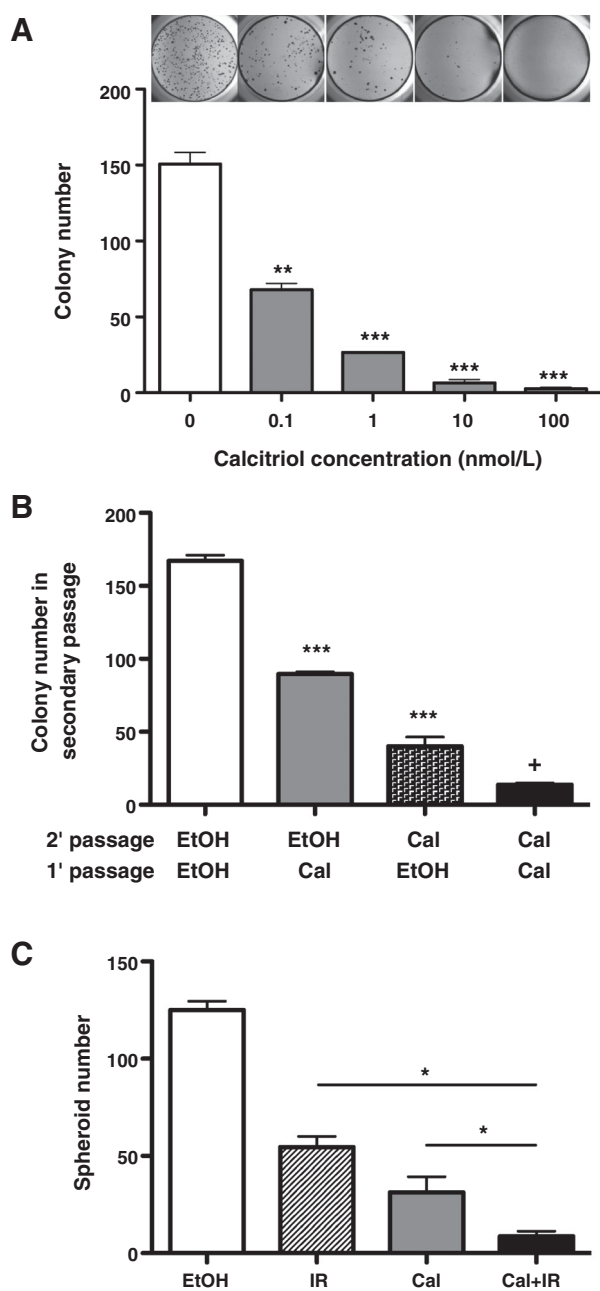 A
200
150
100
50
0
Colony number
**
***
***
***
0 0.1 1 10 100
Calcitriol concentration (nmol/L)
B
200
150
100
50
0
Colony number in
secondary passage
***
***
+
2' passage EtOH EtOH Cal Cal
1' passage EtOH Cal EtOH Cal
C
150
100
50
0
Spheroid number
*
*
EtOH IR Cal Cal+IR